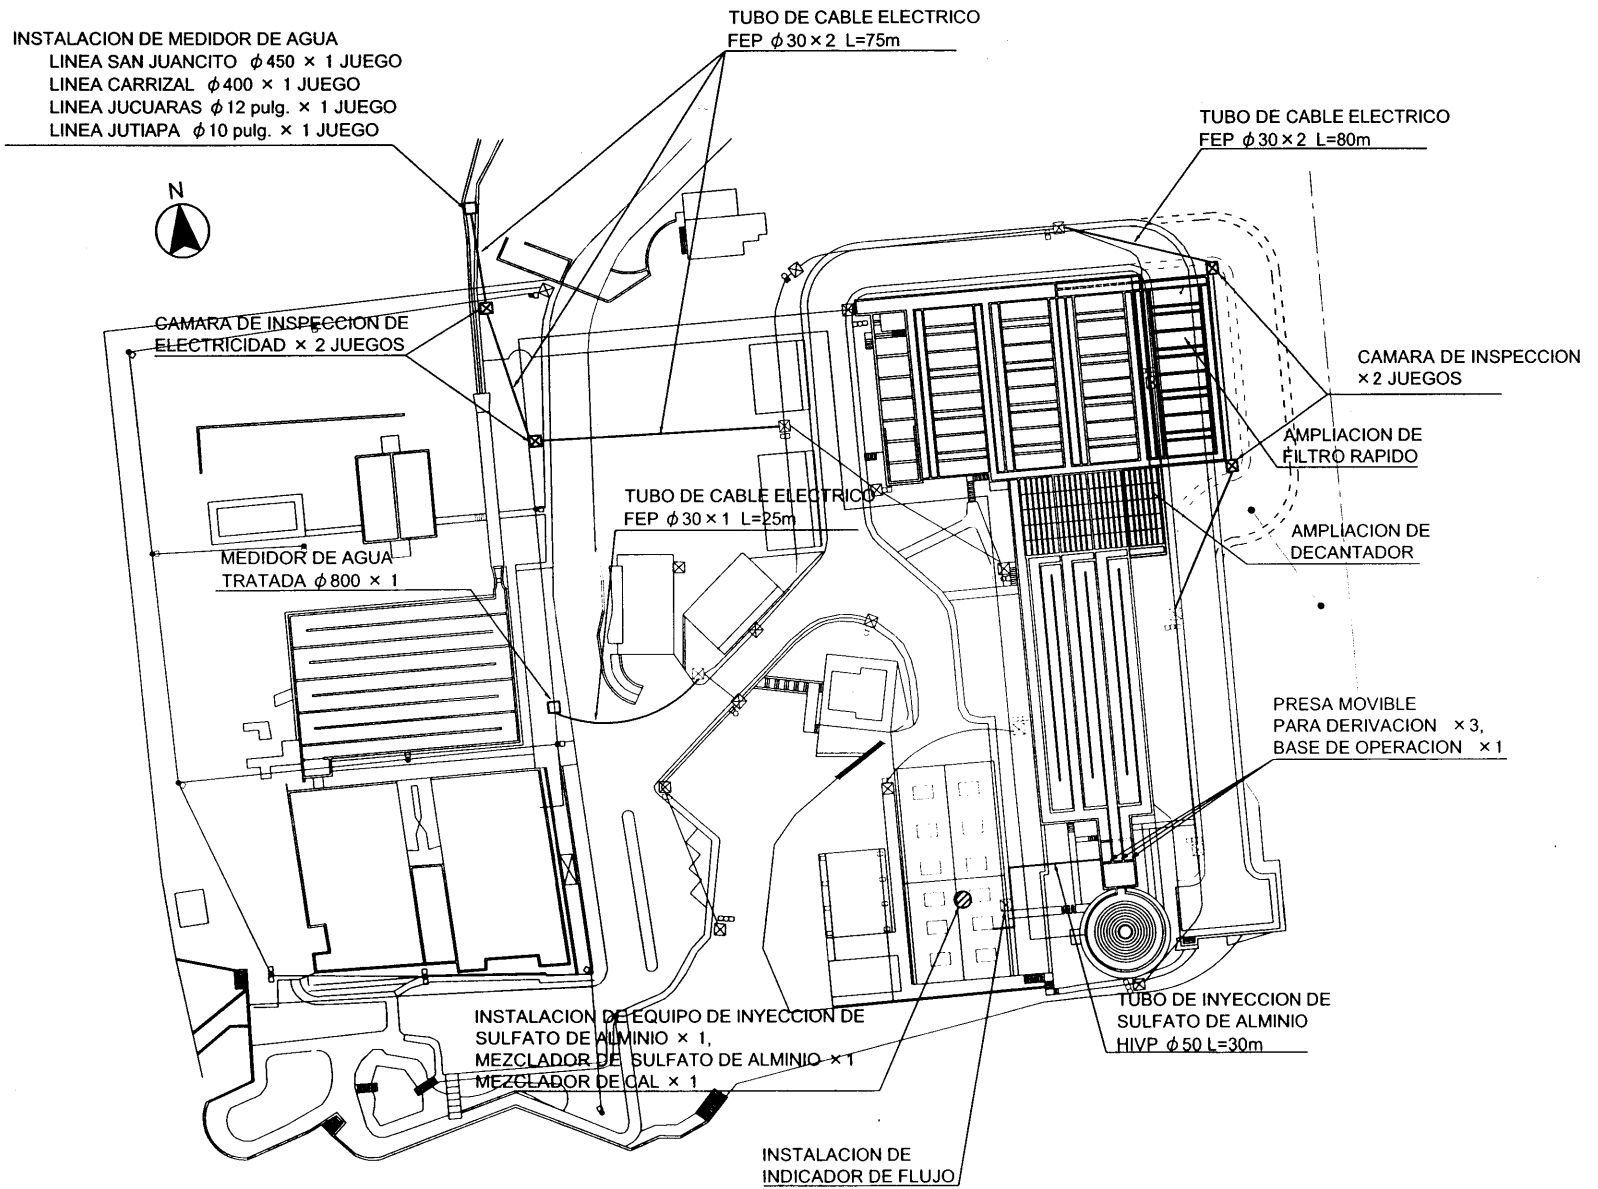 TUBO DE CABLE ELECTRICO
FEP φ30×2 L=75m
INSTALACION DE MEDIDOR DE AGUA
LINEA SAN JUANCITO φ450 × 1 JUEGO
LINEA CARRIZAL φ400 × 1 JUEGO
LINEA JUCUARAS φ12 pulg. × 1 JUEGO
LINEA JUTIAPA φ10 pulg. × 1 JUEGO
TUBO DE CABLE ELECTRICO
FEP φ30×2 L=80m
N
CAMARA DE INSPECCION DE
ELECTRICIDAD × 2 JUEGOS
CAMARA DE INSPECCION
×2 JUEGOS
AMPLIACION DE
FILTRO RAPIDO
TUBO DE CABLE ELECTRICO
FEP φ30×1 L=25m
AMPLIACION DE
DECANTADOR
MEDIDOR DE AGUA
TRATADA φ800 × 1
PRESA MOVIBLE
PARA DERIVACION ×3,
BASE DE OPERACION ×1
TUBO DE INYECCION DE
SULFATO DE ALMINIO
HIVP φ50 L=30m
INSTALACION DE EQUIPO DE INYECCION DE
SULFATO DE ALMINIO × 1,
MEZCLADOR DE SULFATO DE ALMINIO ×1
MEZCLADOR DE CAL × 1
INSTALACION DE
INDICADOR DE FLUJO